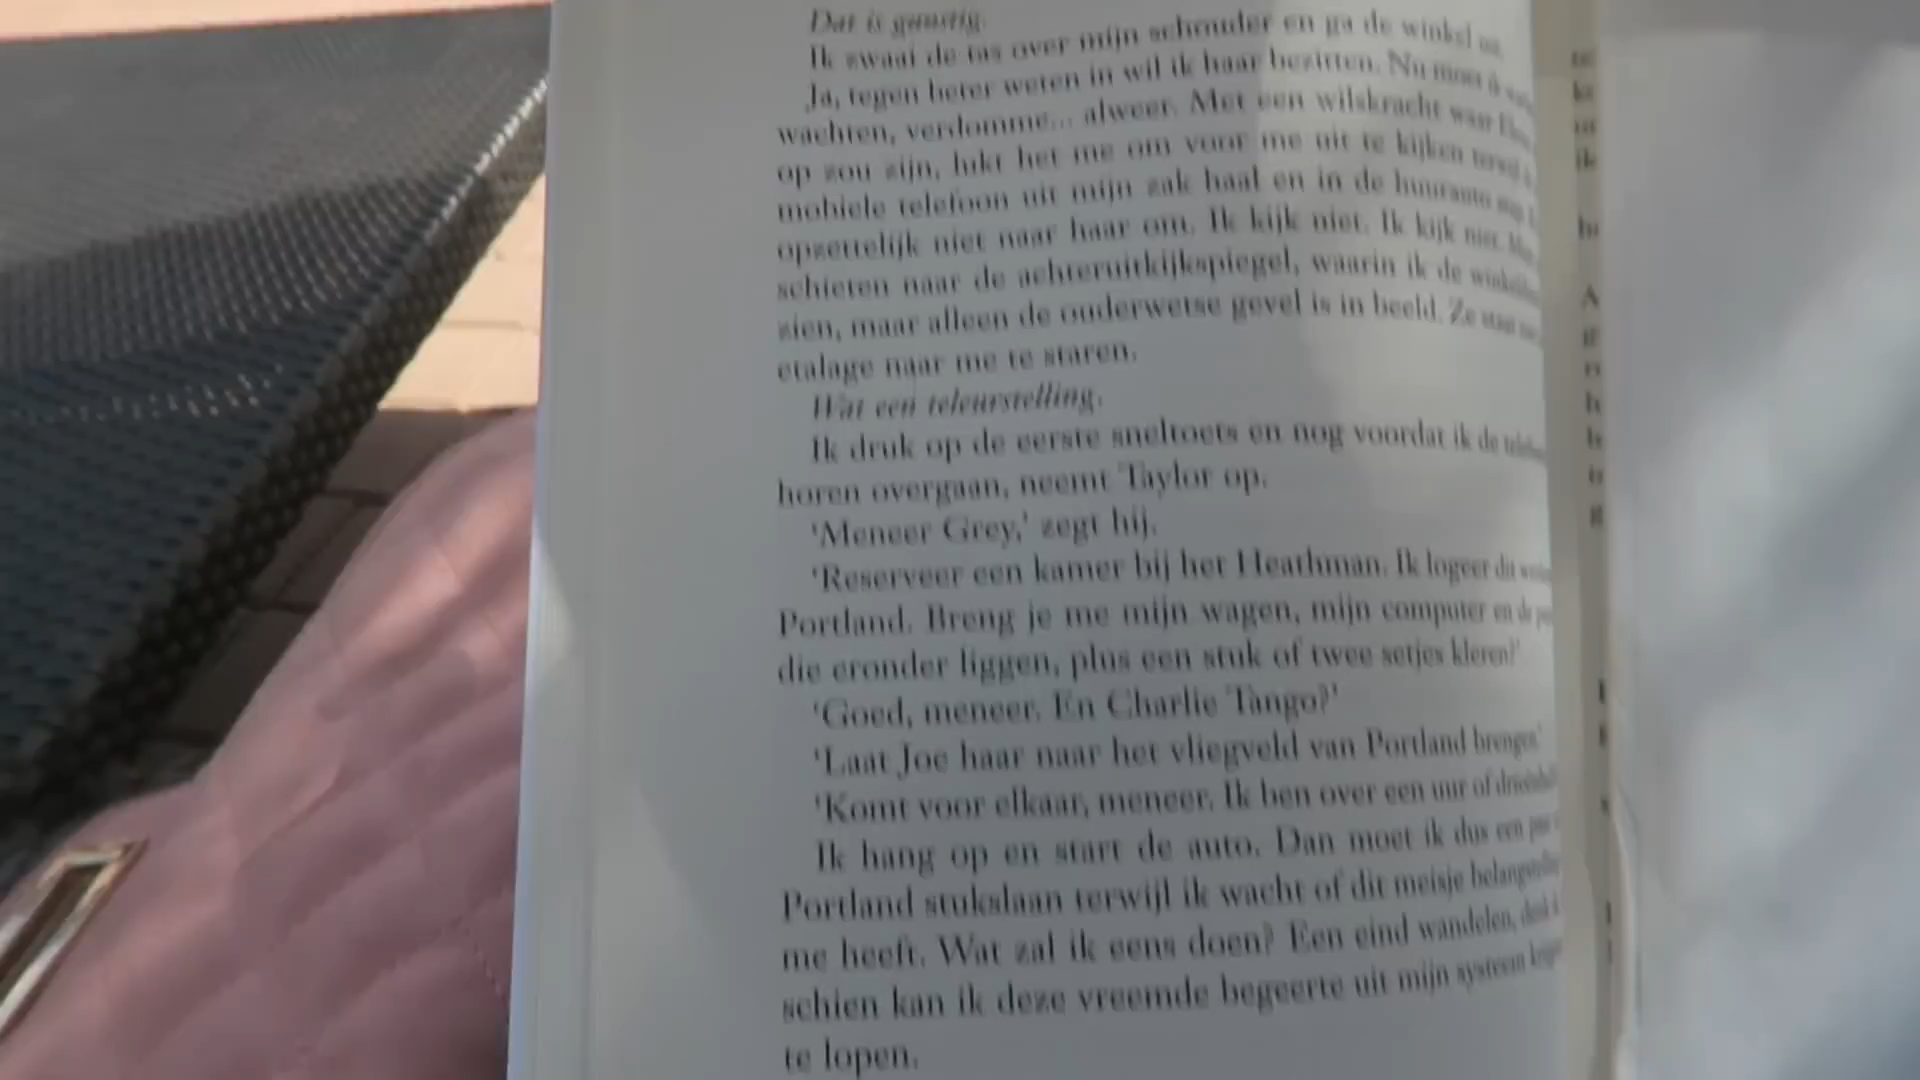 Dat is gunstig.
Ik zwaai de tas over mijn schouder en ga de winkel uit.
Ja, tegen beter weten in wil ik haar bezitten. Nu moet ik
wachten, verdomme... alweer. Met een wilskracht waar
op zou zijn, lukt het me om voor me uit te kijken terwijl ik
mobiele telefoon uit mijn zak haal en in de huurauto stap.
opzettelijk niet naar haar om. Ik kijk niet. Ik kijk niet.
schieten naar de achteruitkijkspiegel, waarin ik de
zien, maar alleen de ouderwetse gevel is in beeld. Ze staat
etalage naar me te staren.
Wat een teleurstelling.
Ik druk op de eerste sneltoets en nog voordat ik de
horen overgaan, neemt Taylor op.
'Meneer Grey,' zegt hij.
'Reserveer een kamer bij het Heathman. Ik logeer dit
Portland. Breng je me mijn wagen, mijn computer en de
die eronder liggen, plus een stuk of twee setjes kleren?'
'Goed, meneer. En Charlie Tango?'
'Laat Joe haar naar het vliegveld van Portland brengen.'
'Komt voor elkaar, meneer. Ik ben over een uur of
Ik hang op en start de auto. Dan moet ik dus een paar
Portland stukslaan terwijl ik wacht of dit meisje
me heeft. Wat zal ik eens doen? Een eind wandelen, denk
schien kan ik deze vreemde begeerte uit mijn systeem
te lopen.